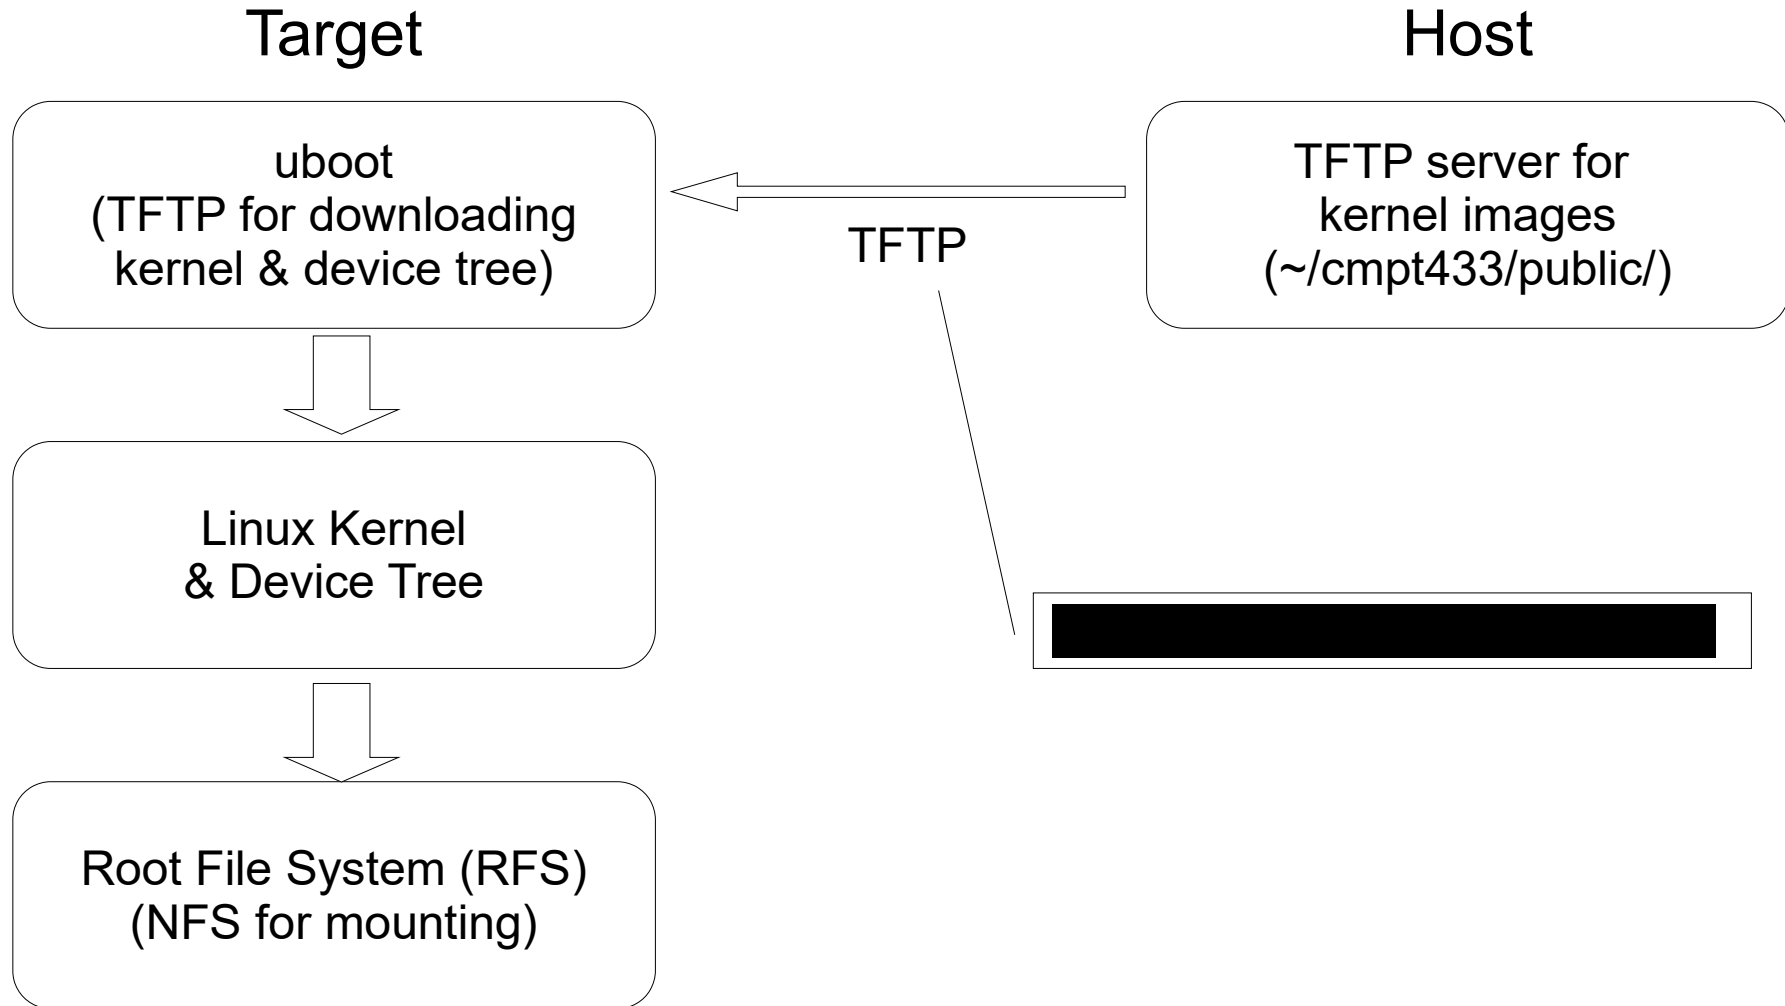 Target
Host
uboot
(TFTP for downloading
kernel & device tree)
TFTP
TFTP server for
kernel images
(~/cmpt433/public/)
Linux Kernel
& Device Tree
Root File System (RFS)
(NFS for mounting)